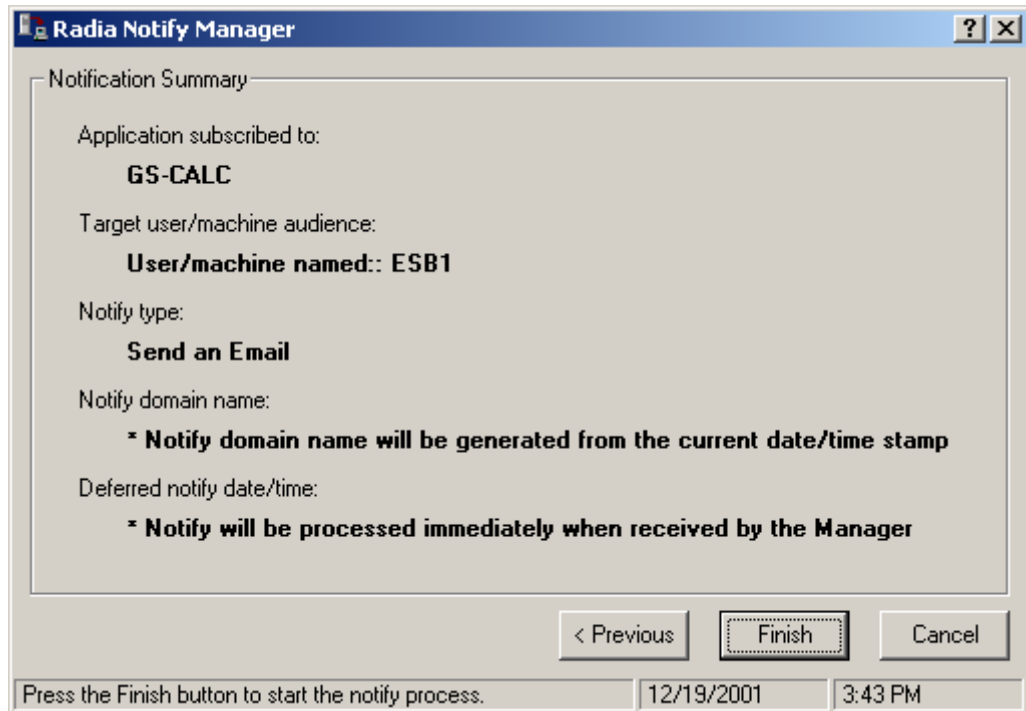 Radia Notify Manager
Notification Summary
Application subscribed to:
GS-CALC
Target user/machine audience:
User/machine named:: ESB1
Notify type:
Send an Email
Notify domain name:
* Notify domain name will be generated from the current date/time stamp
Deferred notify date/time:
* Notify will be processed immediately when received by the Manager
< Previous Finish Cancel
Press the Finish button to start the notify process. 12/19/2001 3:43 PM